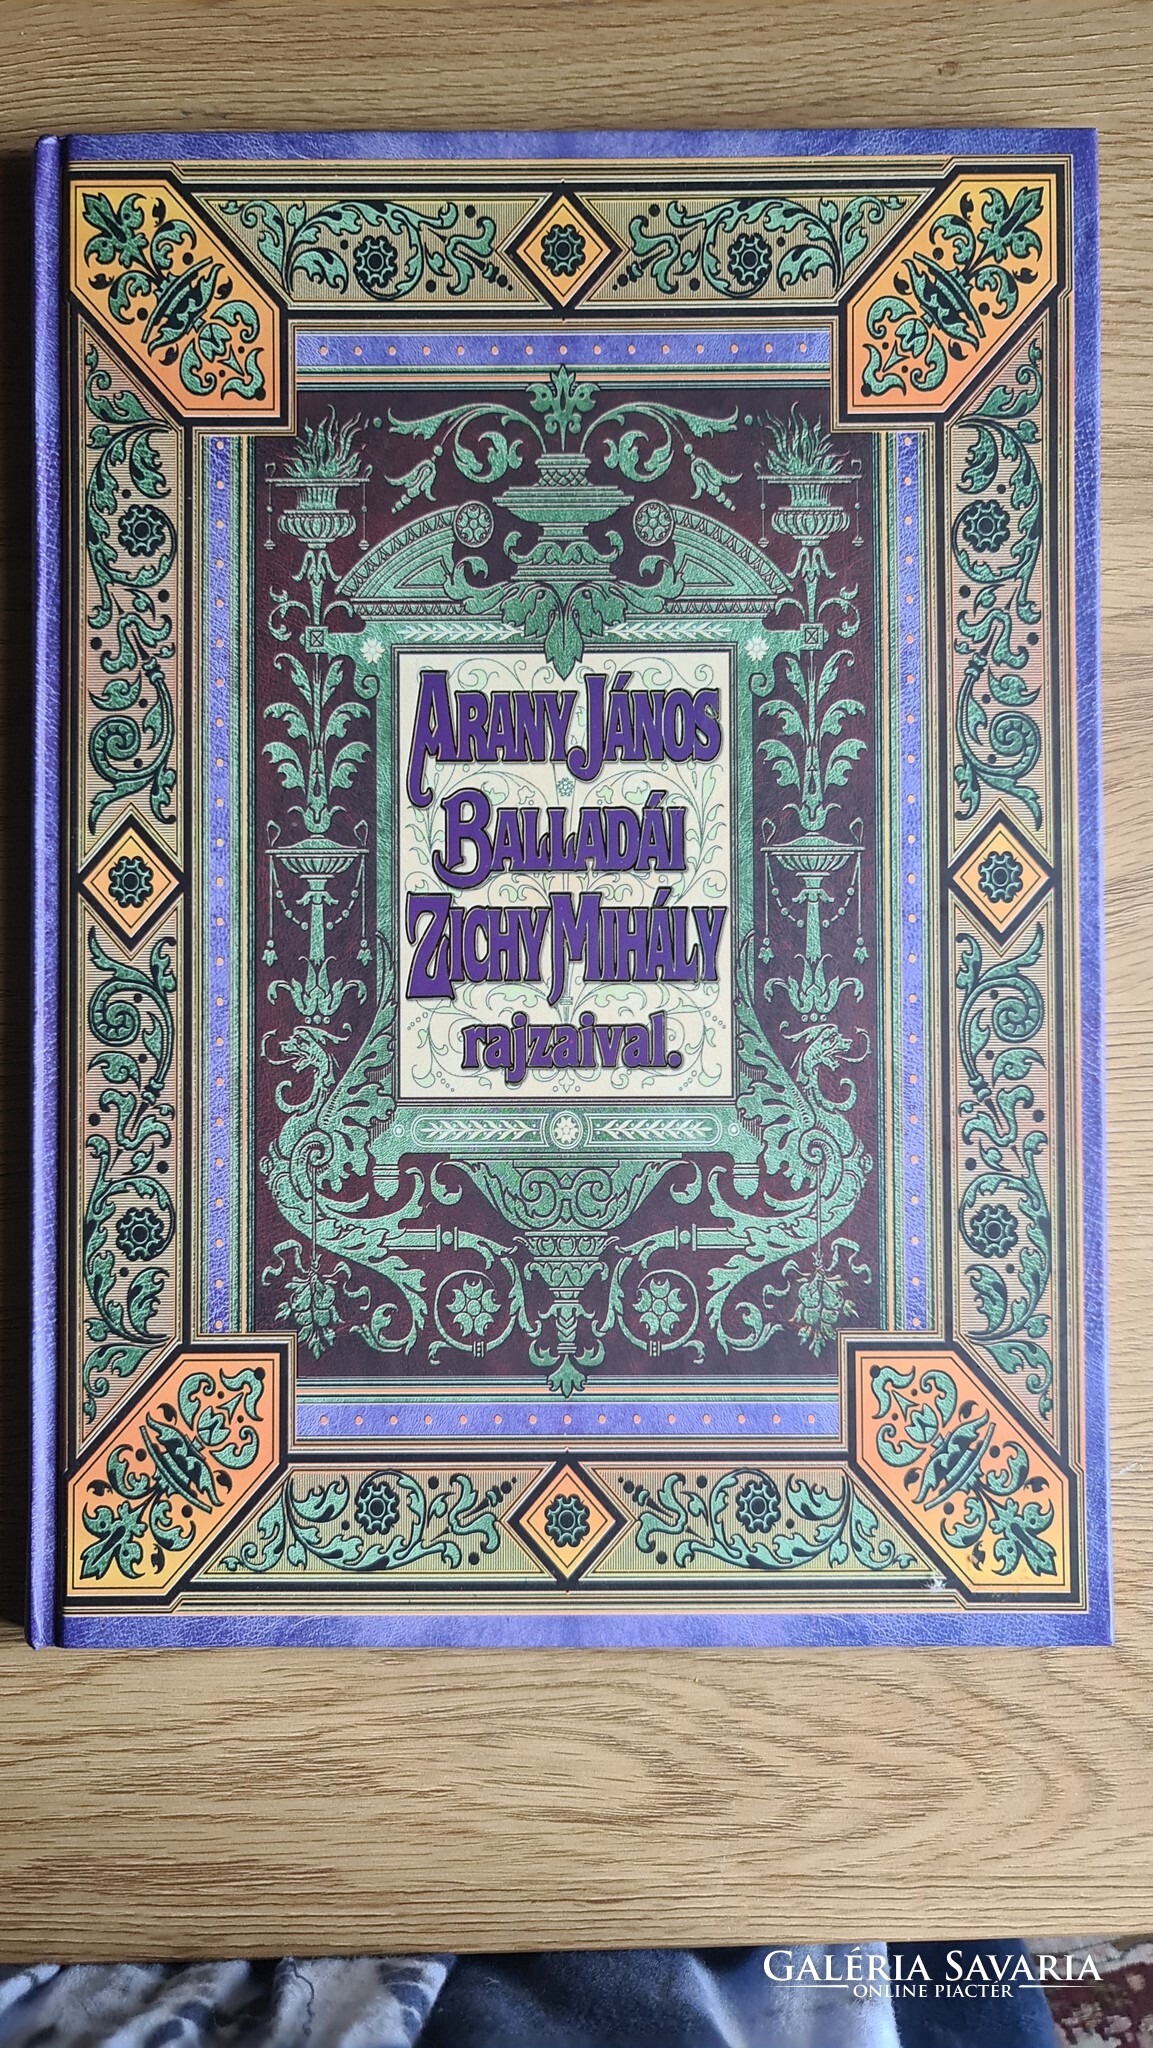 ARANY JÁNOS
BALLADÁI
ZICHY MIHÁLY
rajzaival.
GALÉRIA SAVARIA
ONLINE PIACTÉR